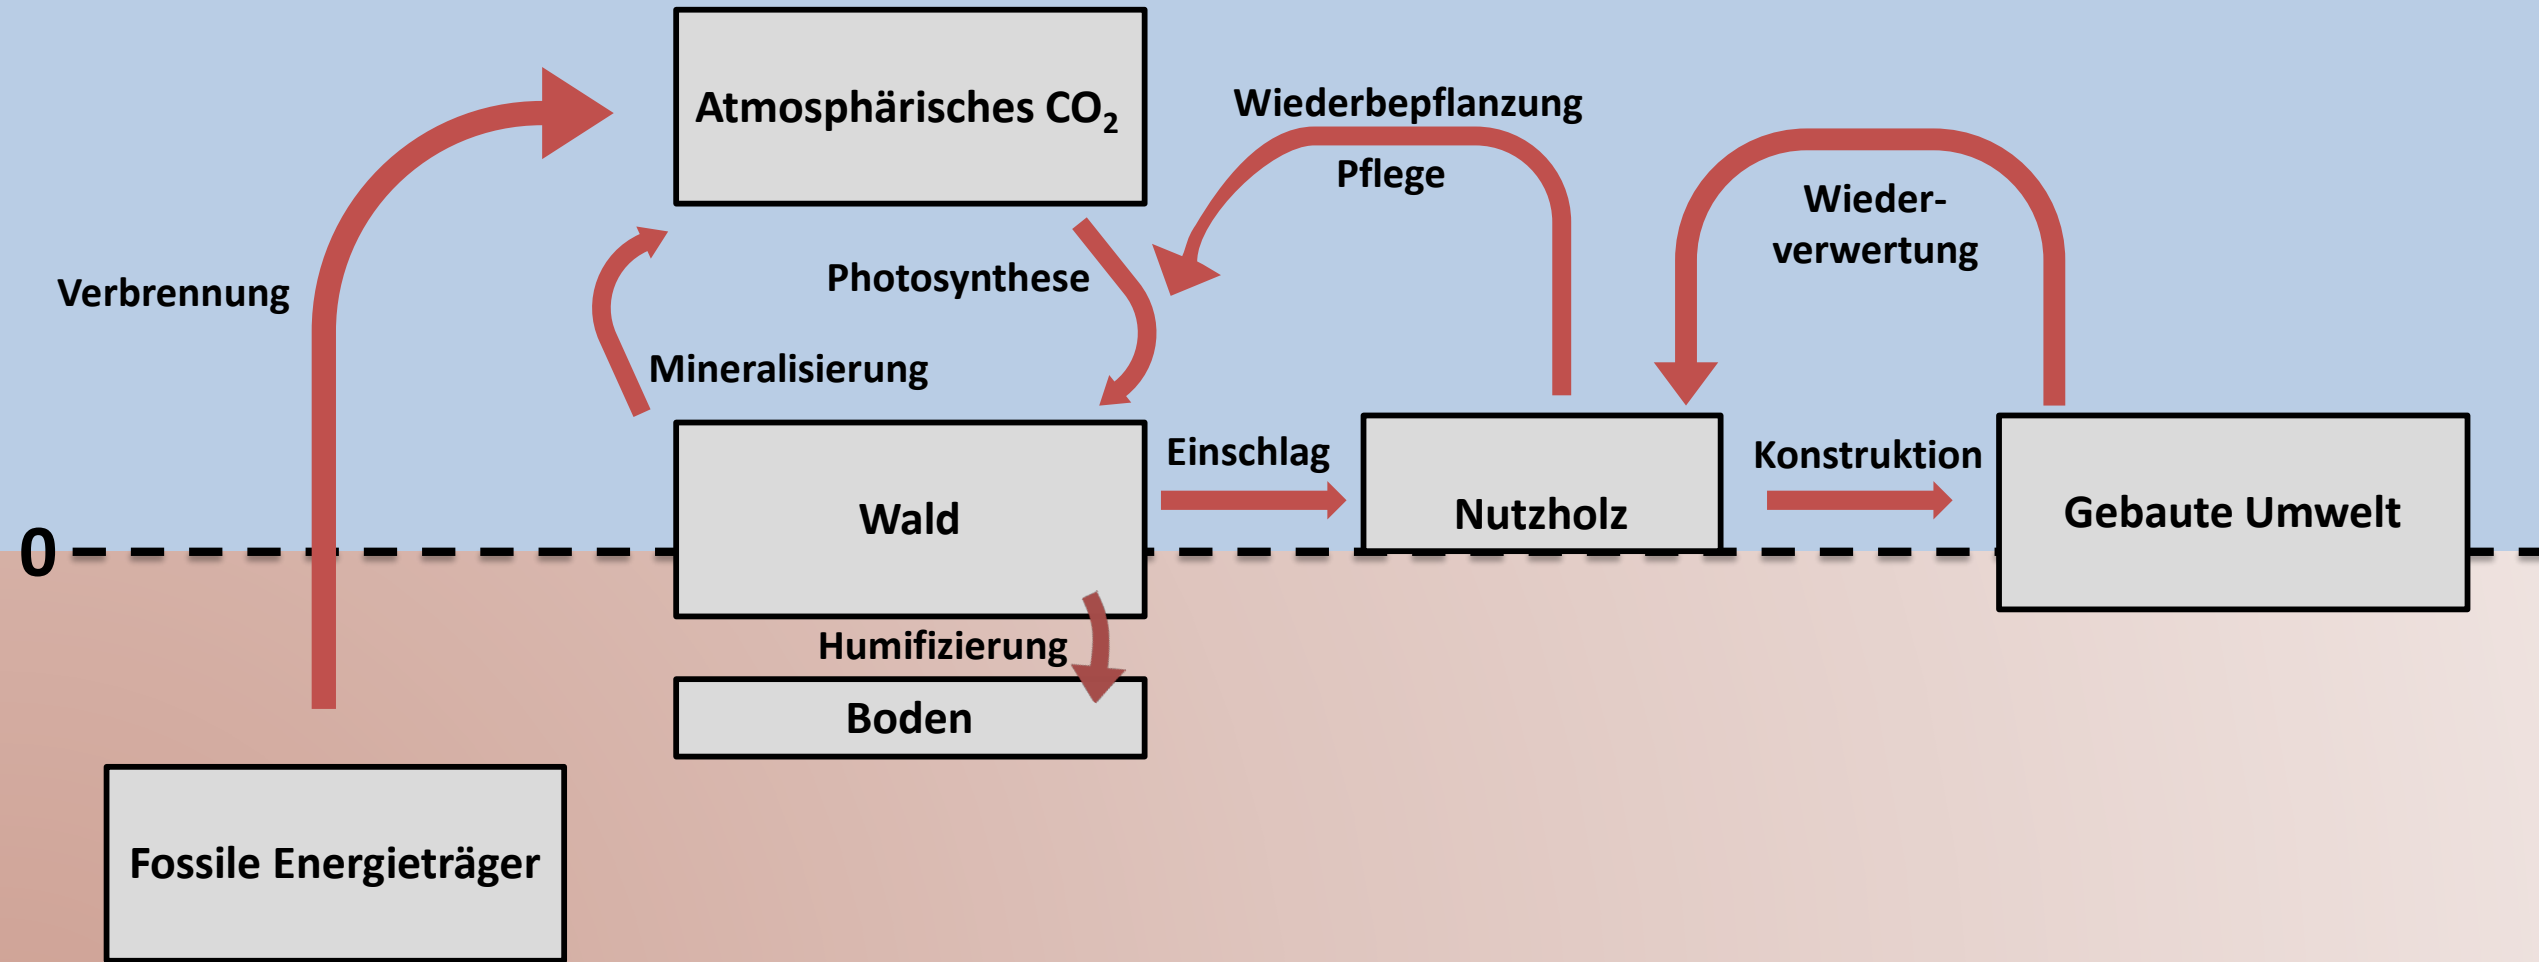 Atmosphärisches CO₂
Wiederbepflanzung
Pflege
Wieder-
verwertung
Verbrennung
Photosynthese
Mineralisierung
Einschlag
Konstruktion
Wald
Nutzholz
Gebaute Umwelt
0
Humifizierung
Boden
Fossile Energieträger